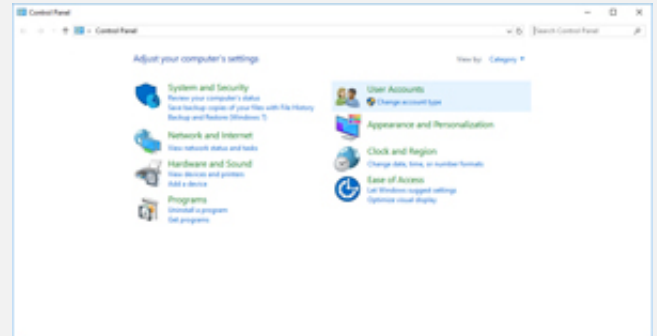 Control Panel
Control Panel
Search Control Panel
Adjust your computer's settings
View by: Category
System and Security
Review your computer's status
Save backup copies of your files with File History
Backup and Restore (Windows 7)
Network and Internet
View network status and tasks
Hardware and Sound
View devices and printers
Add a device
Programs
Uninstall a program
Get programs
User Accounts
Change account type
Appearance and Personalization
Clock and Region
Change date, time, or number formats
Ease of Access
Let Windows suggest settings
Optimize visual display